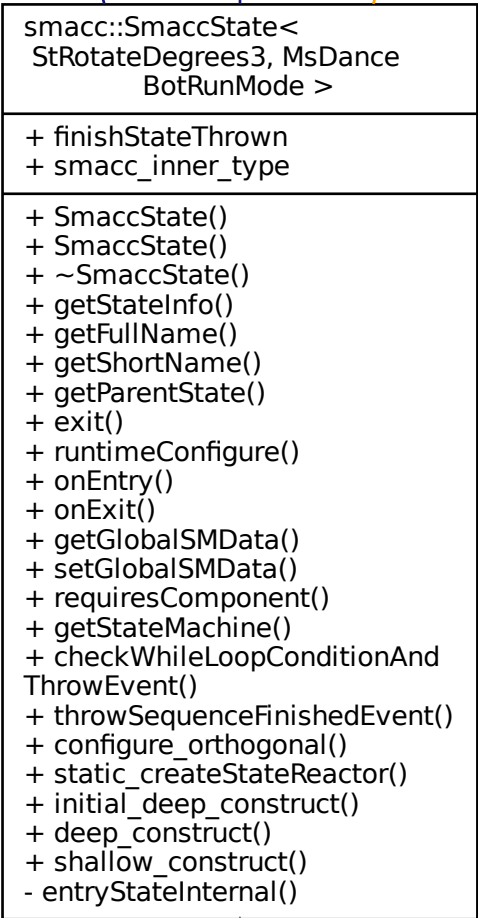 smacc::SmaccState<
StRotateDegrees3, MsDance
BotRunMode >
+ finishStateThrown
+ smacc_inner_type
+ SmaccState()
+ SmaccState()
+ ~SmaccState()
+ getStateInfo()
+ getFullName()
+ getShortName()
+ getParentState()
+ exit()
+ runtimeConfigure()
+ onEntry()
+ onExit()
+ getGlobalSMData()
+ setGlobalSMData()
+ requiresComponent()
+ getStateMachine()
+ checkWhileLoopConditionAnd
ThrowEvent()
+ throwSequenceFinishedEvent()
+ configure_orthogonal()
+ static_createStateReactor()
+ initial_deep_construct()
+ deep_construct()
+ shallow_construct()
- entryStateInternal()